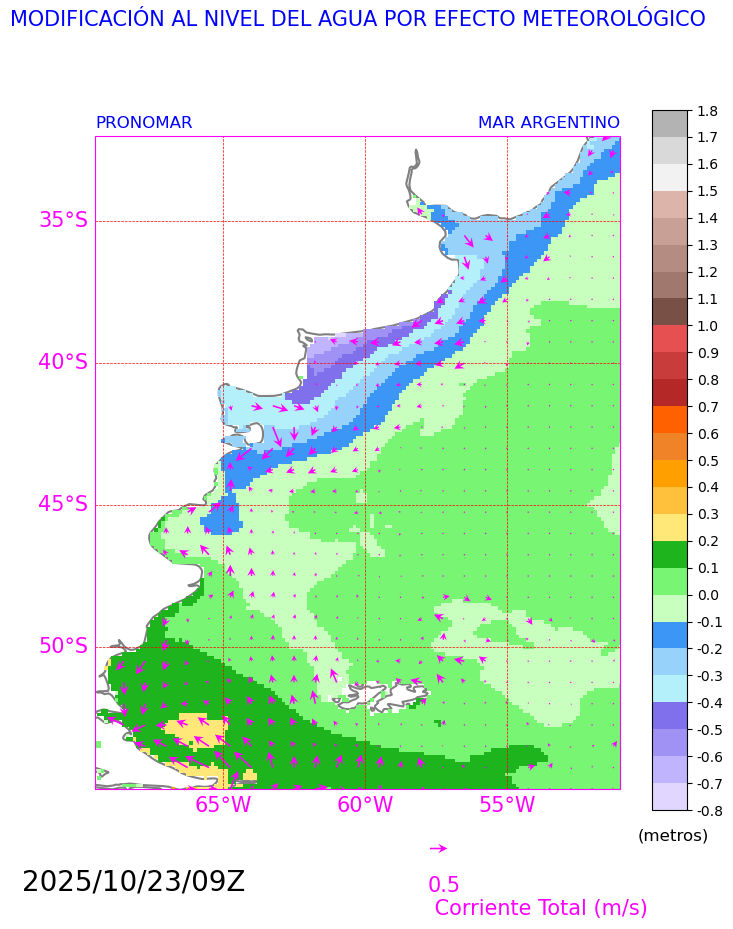 MODIFICACIÓN AL NIVEL DEL AGUA POR EFECTO METEOROLÓGICO
PRONOMAR MAR ARGENTINO
35°S
40°S
45°S
50°S
65°W 60°W 55°W
1.8
1.7
1.6
1.5
1.4
1.3
1.2
1.1
1.0
0.9
0.8
0.7
0.6
0.5
0.4
0.3
0.2
0.1
0.0
-0.1
-0.2
-0.3
-0.4
-0.5
-0.6
-0.7
-0.8
(metros)
2025/10/23/09Z
0.5
Corriente Total (m/s)